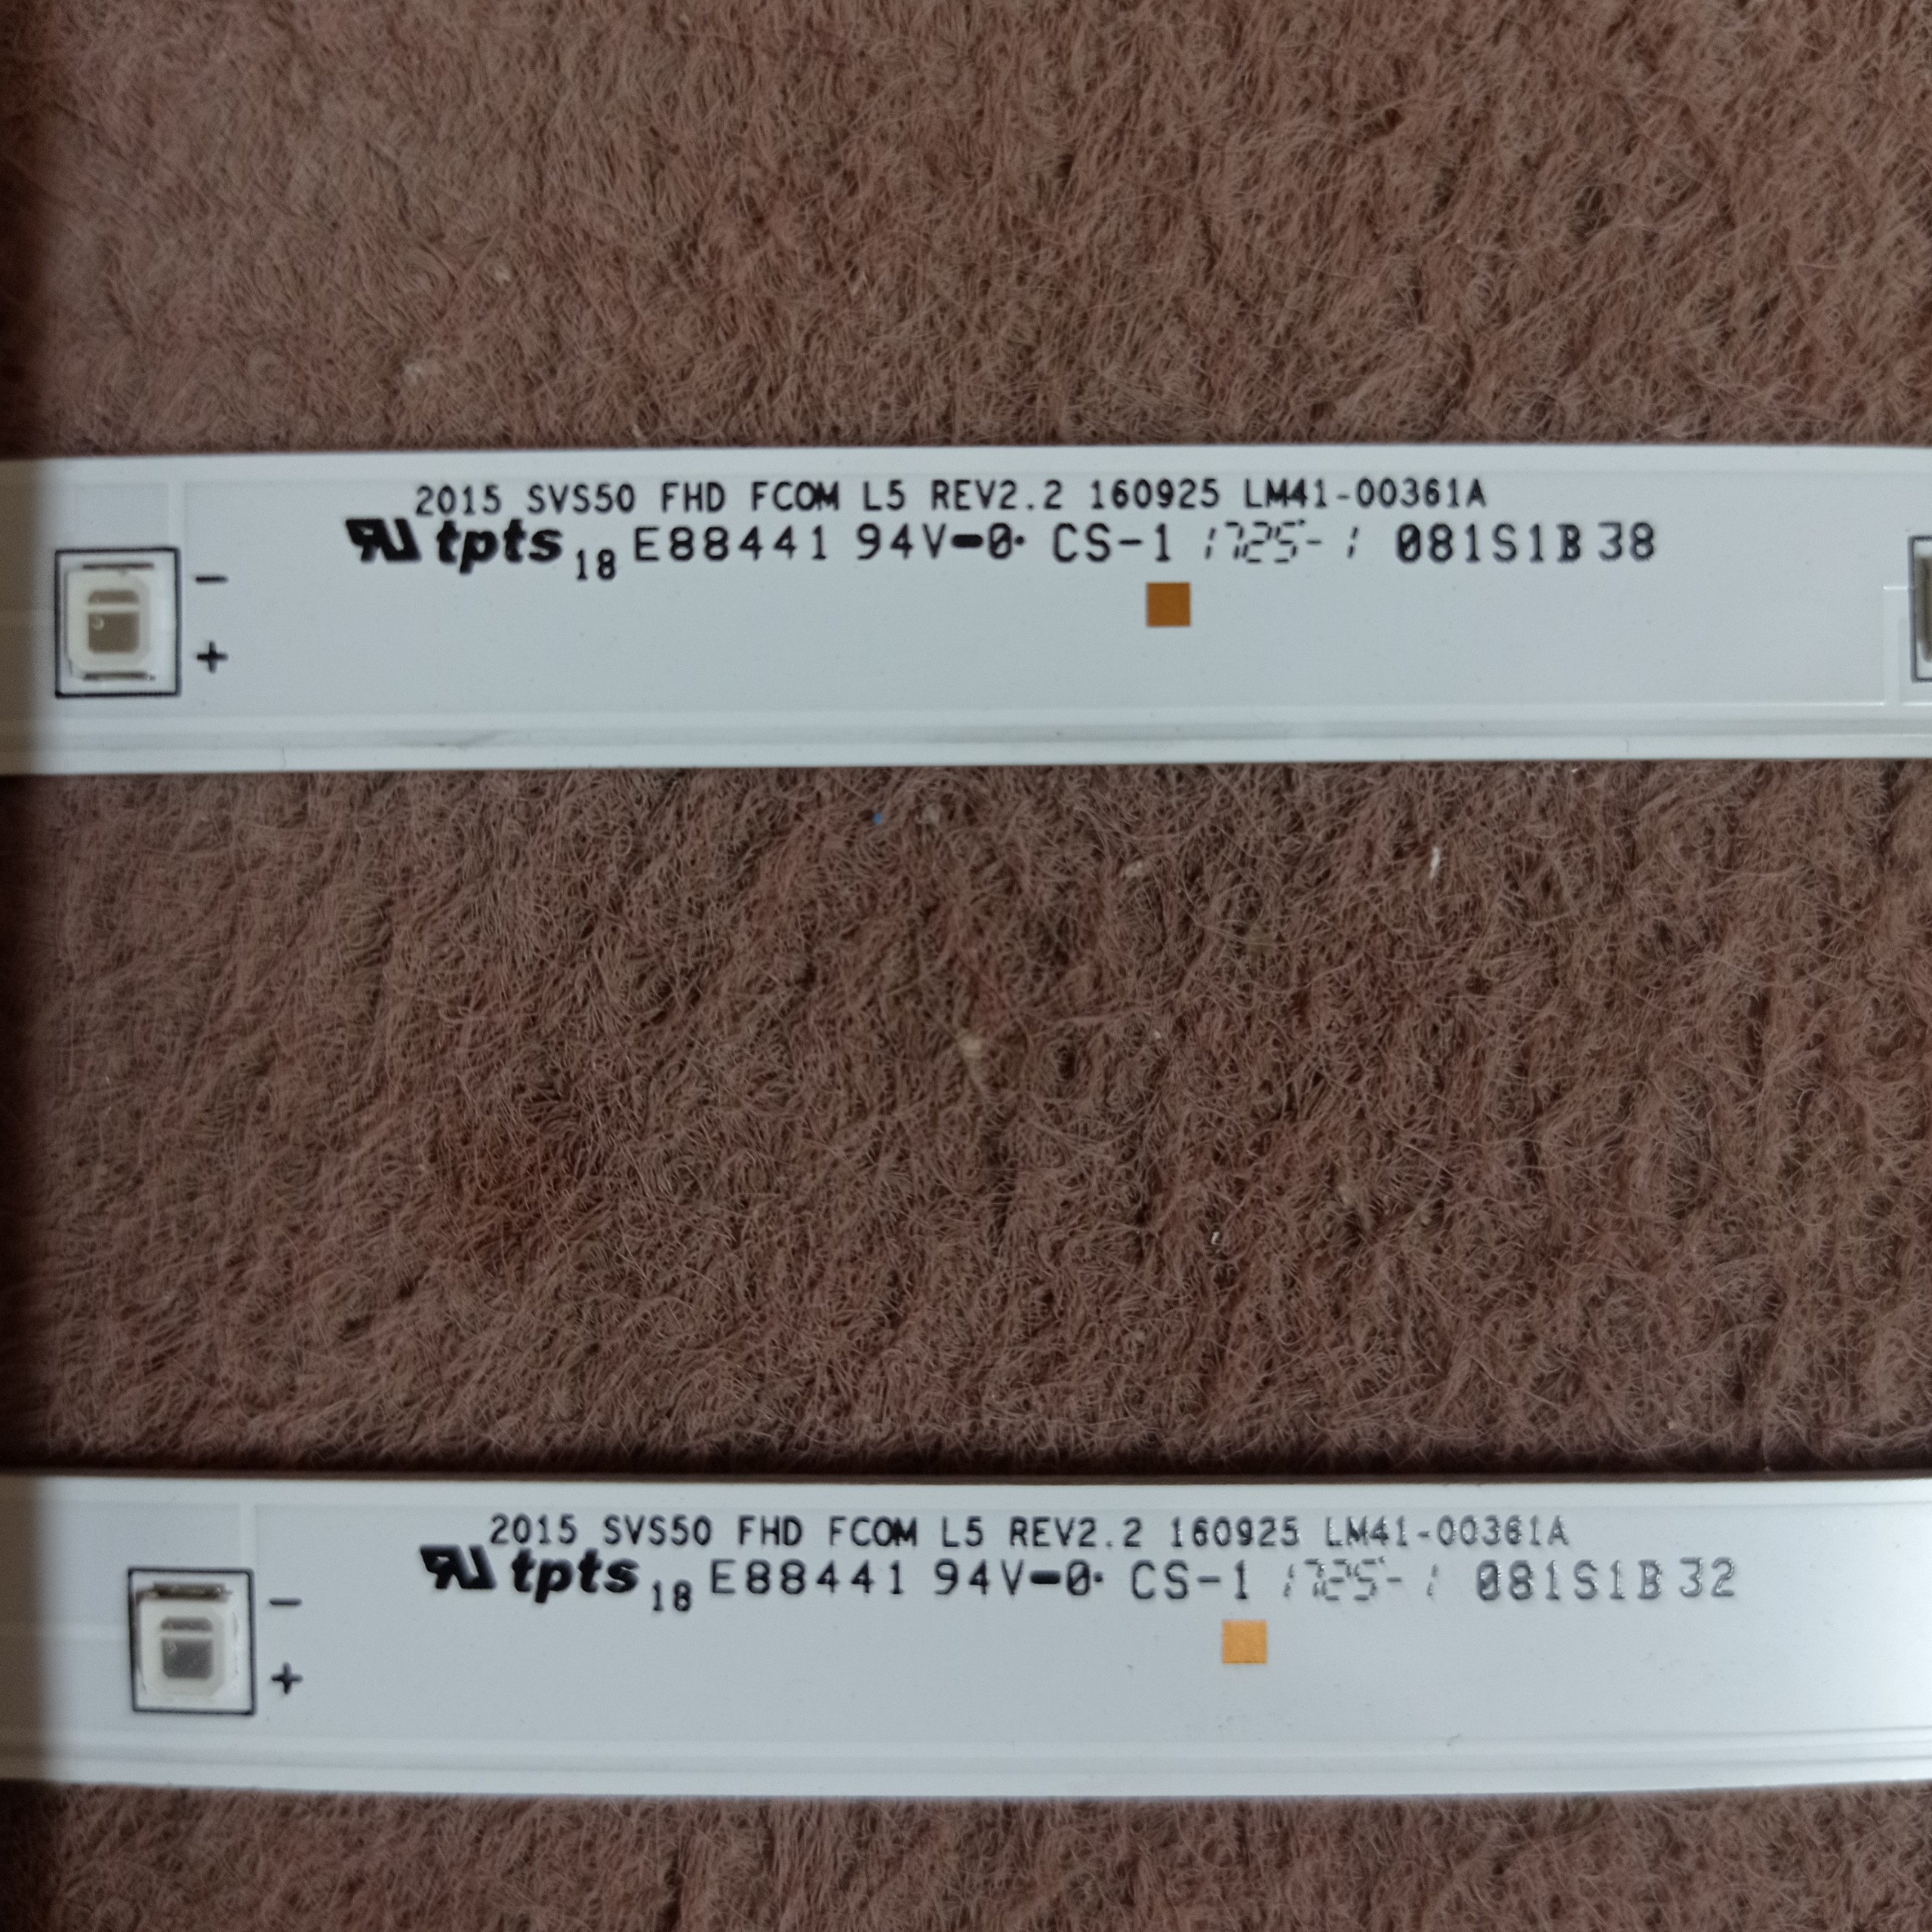 2015 SVS50 FHD FCOM L5 REV2.2 160925 LM41-00361A
tpts 18 E88441 94V-0 CS-1 1725-1 081S1B 38
-
+
2015 SVS50 FHD FCOM L5 REV2.2 160925 LM41-00361A
tpts 18 E88441 94V-0 CS-1 1725-1 081S1B 32
-
+